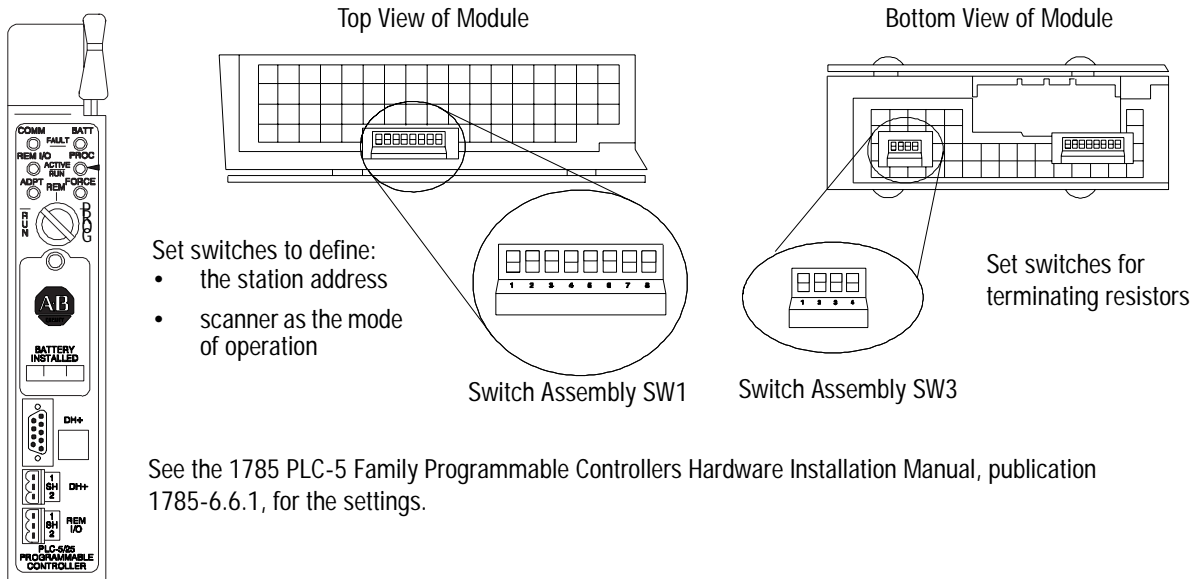 Top View of Module
Bottom View of Module
COMM
BATT
FAULT
REM I/O
PROC
ACTIVE
RUN
ADPT
REM
FORCE
RUN
PROG
AB
BATTERY
INSTALLED
DH+
1
SH
2
DH+
1
SH
2
REM
I/O
PLC-5/25
PROGRAMMABLE
CONTROLLER
Set switches to define:
• the station address
• scanner as the mode
of operation
1 2 3 4 5 6 7 8
Switch Assembly SW1
1 2 3 4
Switch Assembly SW3
Set switches for
terminating resistors
See the 1785 PLC-5 Family Programmable Controllers Hardware Installation Manual, publication
1785-6.6.1, for the settings.